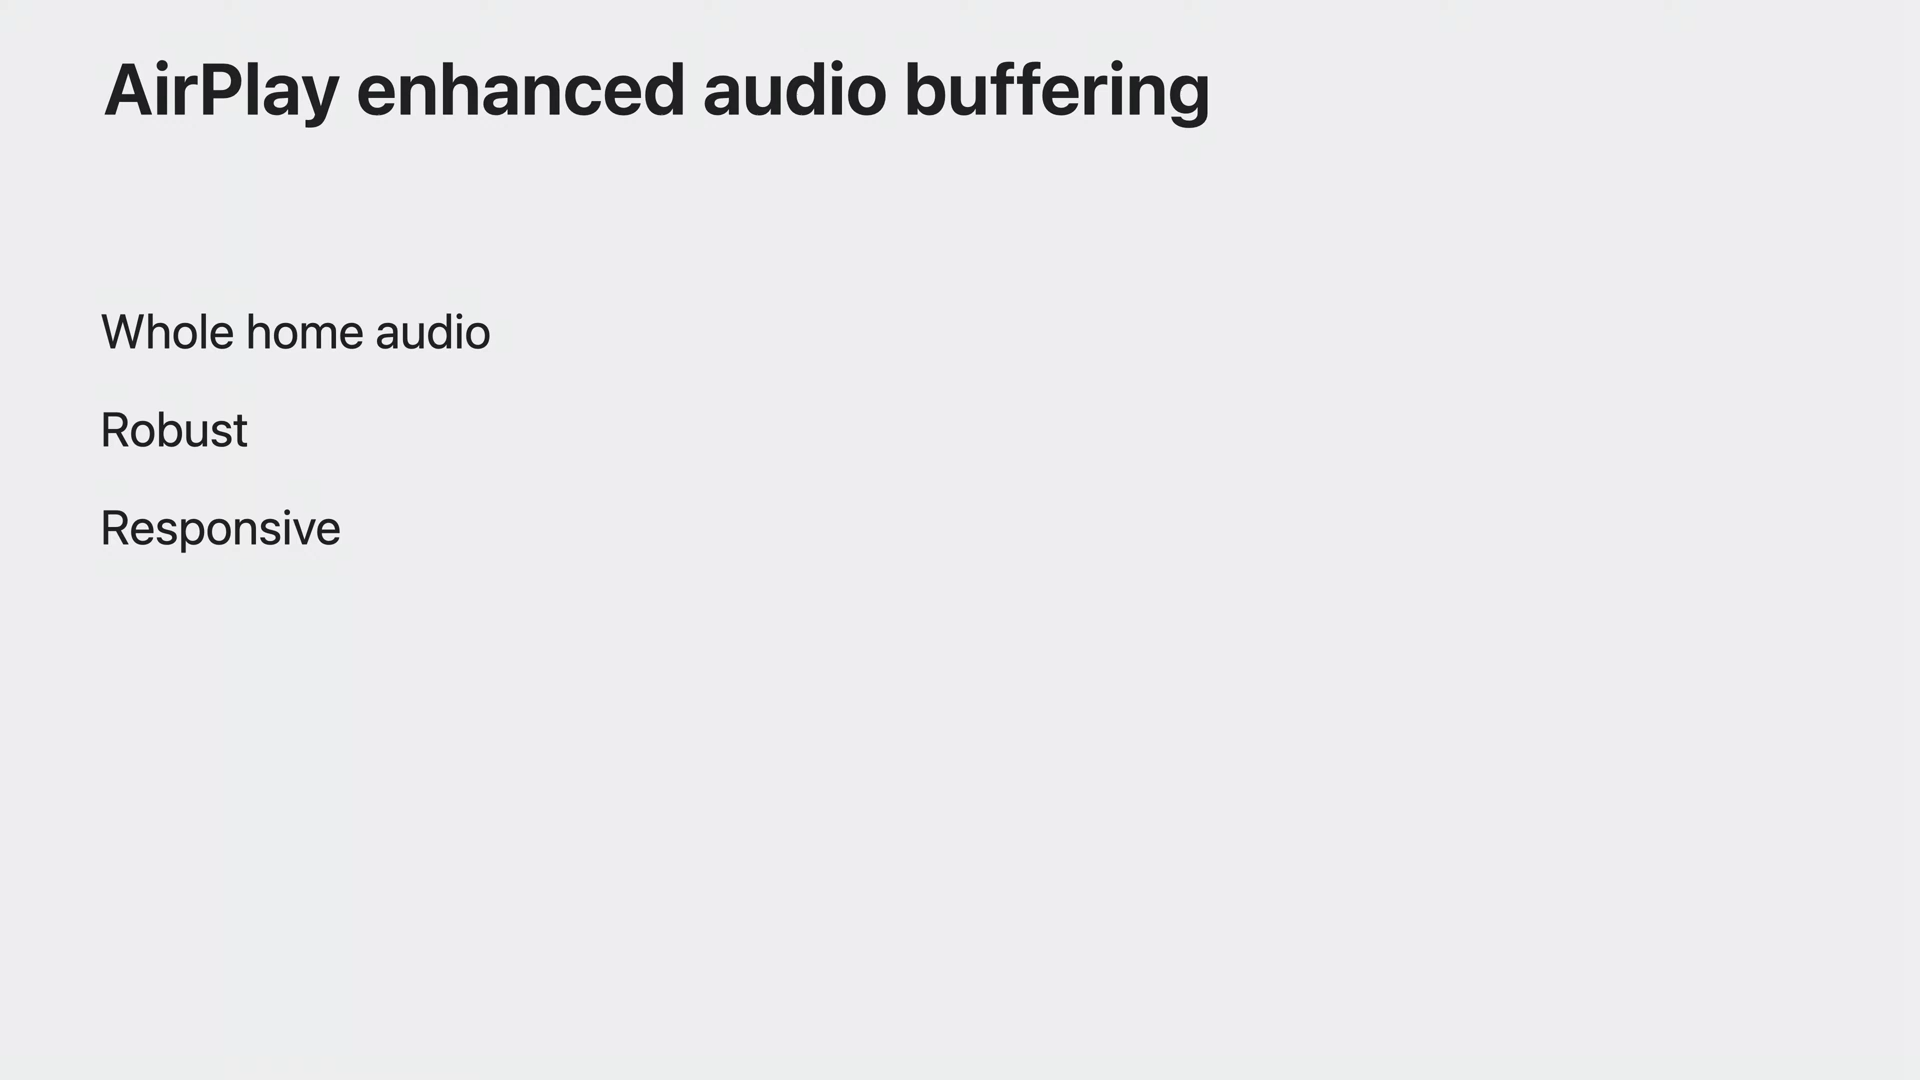 AirPlay enhanced audio buffering
Whole home audio
Robust
Responsive